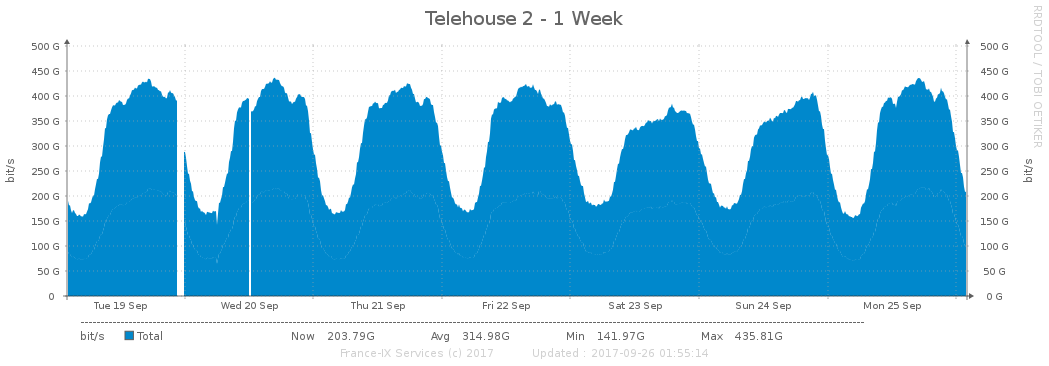 Telehouse 2 - 1 Week
RRDTOOL / TOBI OETIKER
500 G 500 G
450 G 450 G
400 G 400 G
350 G 350 G
300 G 300 G
250 G 250 G
200 G 200 G
150 G 150 G
100 G 100 G
50 G 50 G
0 0 G
bit/s bit/s
Tue 19 Sep Wed 20 Sep Thu 21 Sep Fri 22 Sep Sat 23 Sep Sun 24 Sep Mon 25 Sep
bit/s Total Now 203.79G Avg 314.98G Min 141.97G Max 435.81G
France-IX Services (c) 2017 Updated : 2017-09-26 01:55:14